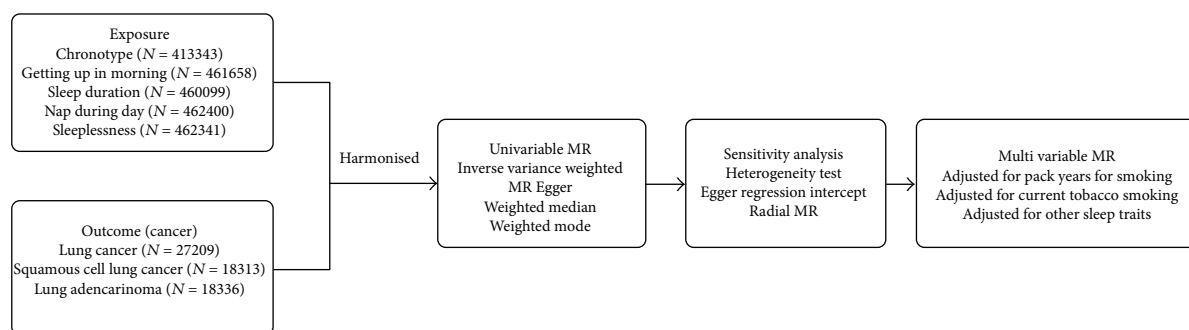 Exposure
Chronotype (N = 413343)
Getting up in morning (N = 461658)
Sleep duration (N = 460099)
Nap during day (N = 462400)
Sleeplessness (N = 462341)
Outcome (cancer)
Lung cancer (N = 27209)
Squamous cell lung cancer (N = 18313)
Lung adencarinoma (N = 18336)
Harmonised
Univariable MR
Inverse variance weighted
MR Egger
Weighted median
Weighted mode
Sensitivity analysis
Heterogeneity test
Egger regression intercept
Radial MR
Multi variable MR
Adjusted for pack years for smoking
Adjusted for current tobacco smoking
Adjusted for other sleep traits